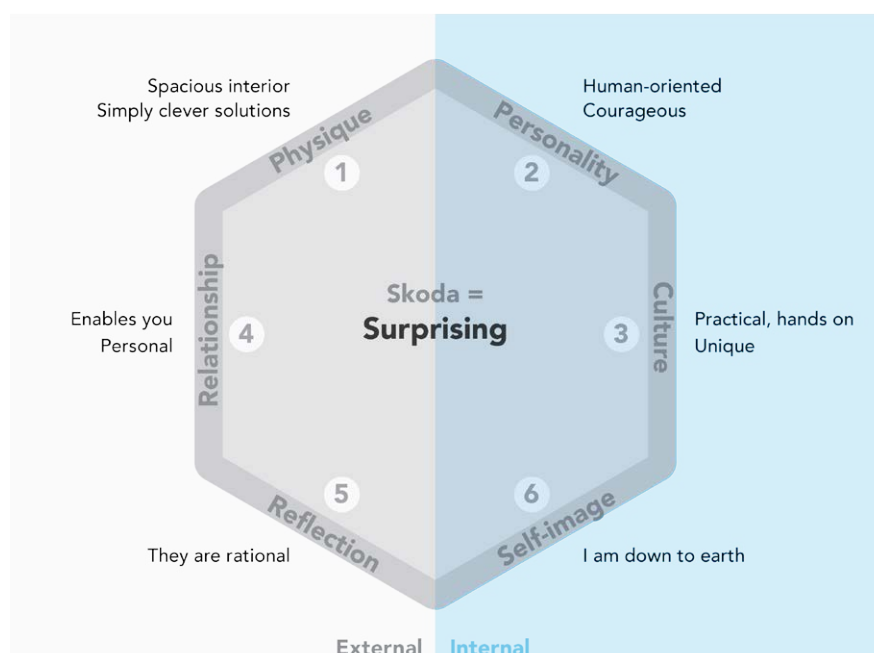 Spacious interior
Simply clever solutions
Physique
1
Human-oriented
Courageous
Personality
2
Skoda =
Surprising
Enables you
Personal
Relationship
4
Practical, hands on
Unique
Culture
3
They are rational
Reflection
5
I am down to earth
Self-image
6
External
Internal